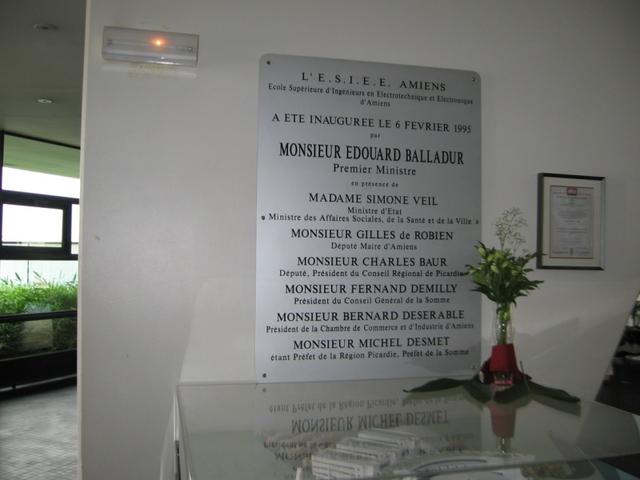 L'E.S.I.E.E. AMIENS
Ecole Supérieure d'Ingénieurs en Electrotechnique et Electronique
d'Amiens
A ETE INAUGUREE LE 6 FEVRIER 1995
par
MONSIEUR EDOUARD BALLADUR
Premier Ministre
en présence de
MADAME SIMONE VEIL
Ministre d'Etat
Ministre des Affaires Sociales, de la Santé et de la Ville
MONSIEUR GILLES de ROBIEN
Député Maire d'Amiens
MONSIEUR CHARLES BAUR
Député, Président du Conseil Régional de Picardie
MONSIEUR FERNAND DEMILLY
Président du Conseil Général de la Somme
MONSIEUR BERNARD DESERABLE
Président de la Chambre de Commerce et d'Industrie d'Amiens
MONSIEUR MICHEL DESMET
étant Préfet de la Région Picardie, Préfet de la Somme